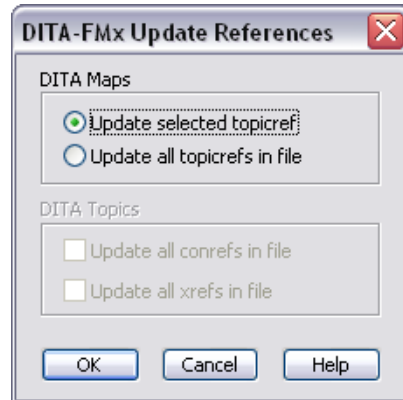 DITA-FMx Update References
DITA Maps
Update selected topicref
Update all topicrefs in file
DITA Topics
Update all conrefs in file
Update all xrefs in file
OK Cancel Help